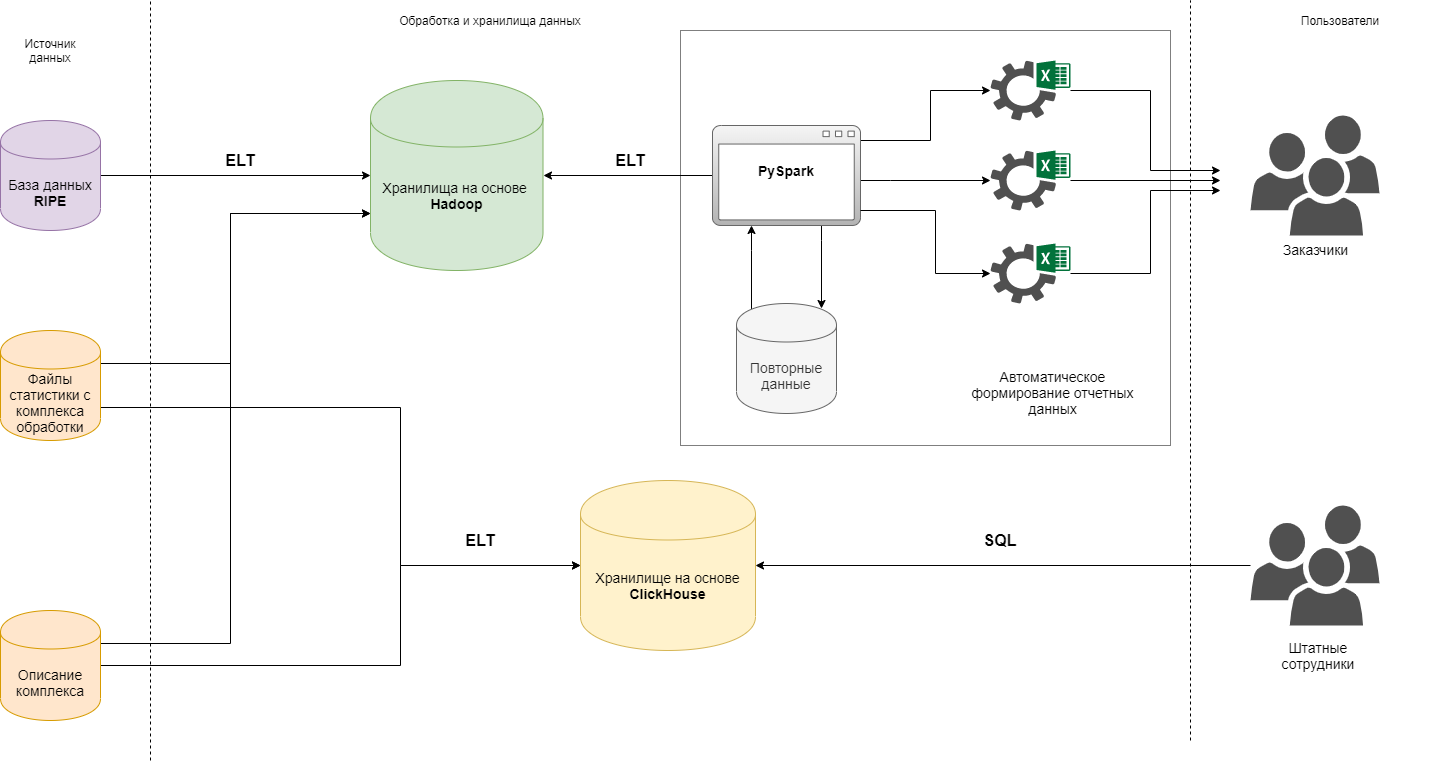 Обработка и хранилища данных
Пользователи
Источник
данных
База данных
RIPE
ELT
Хранилища на основе
Hadoop
ELT
PySpark
X
X
X
Заказчики
Повторные
данные
Автоматическое
формирование отчетных
данных
Файлы
статистики с
комплекса
обработки
ELT
Хранилище на основе
ClickHouse
SQL
Штатные
сотрудники
Описание
комплекса